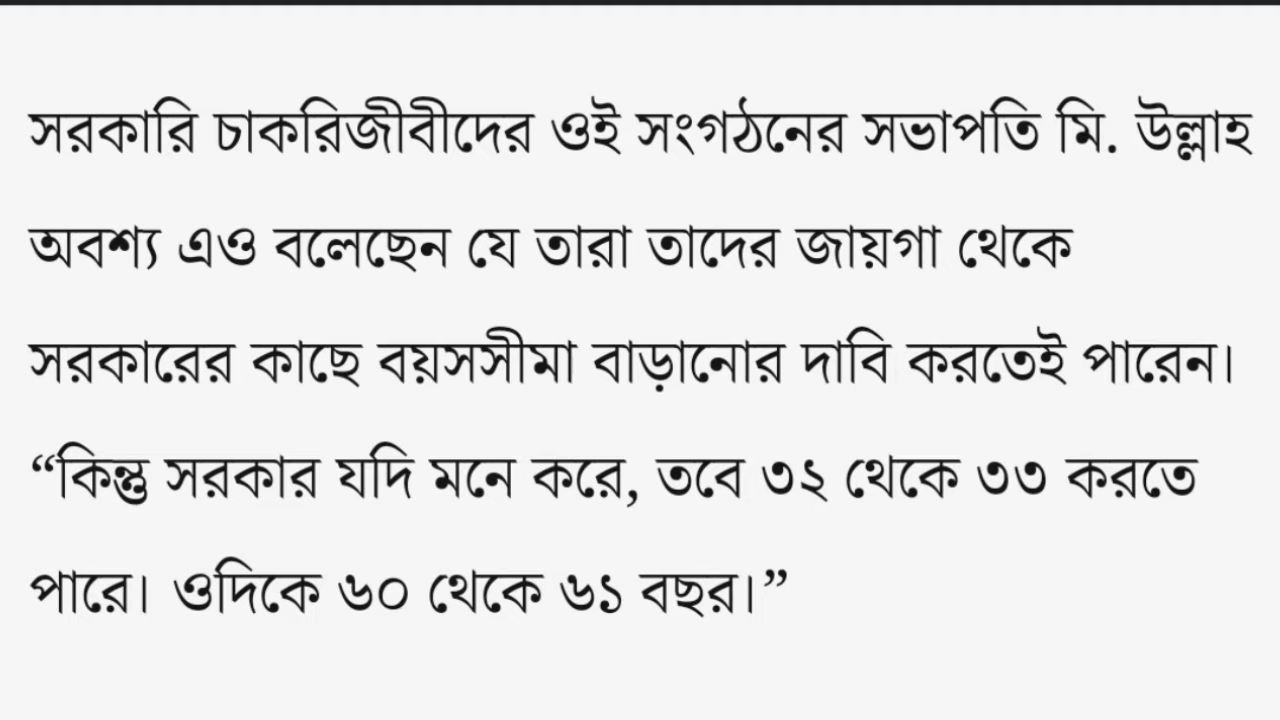 সরকারি চাকরিজীবীদের ওই সংগঠনের সভাপতি মি. উল্লাহ
অবশ্য এও বলেছেন যে তারা তাদের জায়গা থেকে
সরকারের কাছে বয়সসীমা বাড়ানোর দাবি করতেই পারেন।
“কিন্তু সরকার যদি মনে করে, তবে ৩২ থেকে ৩৩ করতে
পারে। ওদিকে ৬০ থেকে ৬১ বছর।”